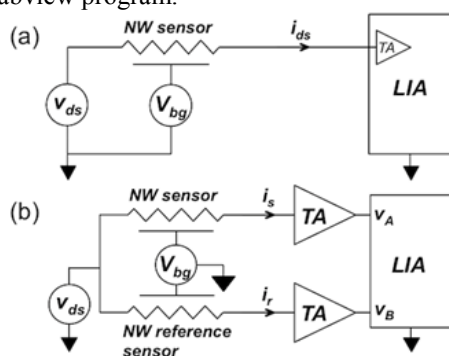 abview program.
(a)
NW sensor
i_ds
TA
LIA
v_ds
V_bg
(b)
NW sensor
i_s
TA
v_A
V_bg
LIA
v_ds
i_r
TA
v_B
NW reference
sensor